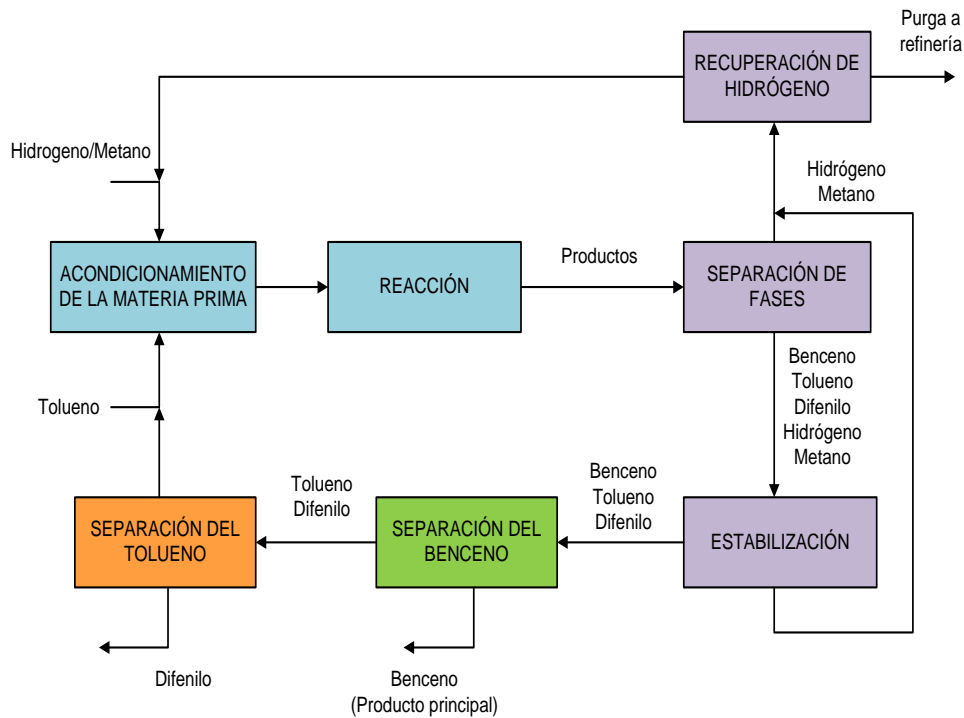 Purga a
refinería
RECUPERACIÓN DE
HIDRÓGENO
Hidrogeno/Metano
Hidrógeno
Metano
ACONDICIONAMIENTO
DE LA MATERIA PRIMA
REACCIÓN
Productos
SEPARACIÓN DE
FASES
Benceno
Tolueno
Difenilo
Hidrógeno
Metano
Tolueno
Tolueno
Difenilo
Benceno
Tolueno
Difenilo
SEPARACIÓN DEL
TOLUENO
SEPARACIÓN DEL
BENCENO
ESTABILIZACIÓN
Difenilo
Benceno
(Producto principal)